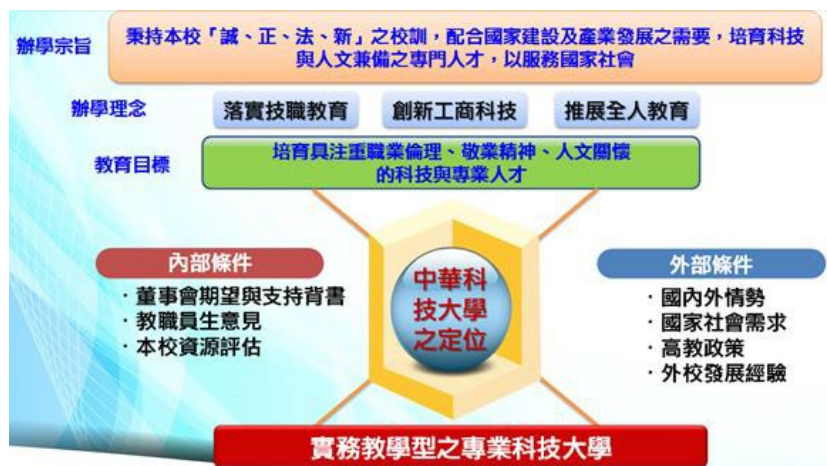 辦學宗旨
秉持本校「誠、正、法、新」之校訓，配合國家建設及產業發展之需要，培育科技
與人文兼備之專門人才，以服務國家社會
辦學理念
落實技職教育
創新工商科技
推展全人教育
教育目標
培育具注重職業倫理、敬業精神、人文關懷
的科技與專業人才
內部條件
·董事會期望與支持背書
·教職員生意見
·本校資源評估
中華科
技大學
之定位
外部條件
·國內外情勢
·國家社會需求
·高教政策
·外校發展經驗
實務教學型之專業科技大學